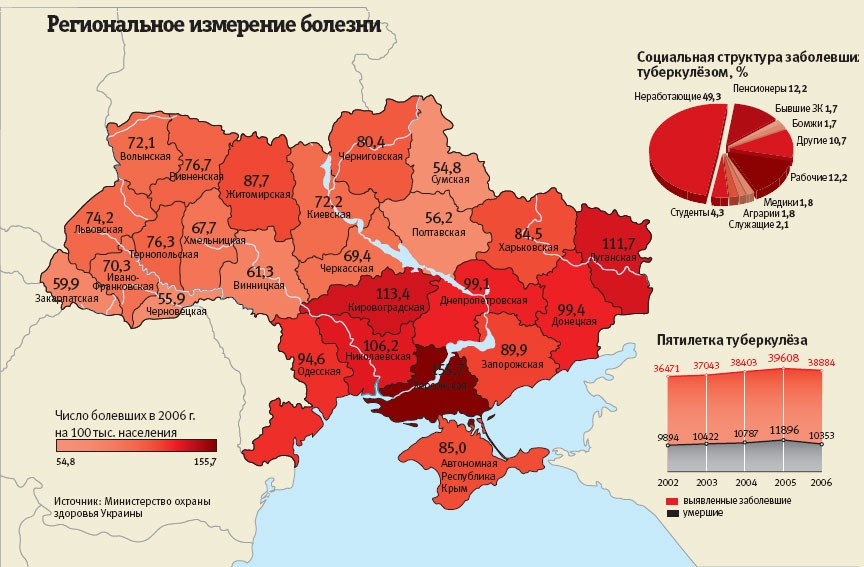 Региональное измерение болезни
Социальная структура заболевших
туберкулёзом, %
Неработающие 49,3
Пенсионеры 12,2
Бывшие ЗК 1,7
Бомжи 1,7
Другие 10,7
Рабочие 12,2
Медики 1,8
Аграрии 1,8
Служащие 2,1
Студенты 4,3
72,1
Волынская
76,7
Ривненская
87,7
Житомирская
80,4
Черниговская
54,8
Сумская
74,2
Львовская
76,3
Тернопольская
67,7
Хмельницкая
72,2
Киевская
56,2
Полтавская
84,5
Харьковская
111,7
Луганская
59,9
Закарпатская
70,3
Ивано-
Франковская
55,9
Черновецкая
61,3
Винницкая
69,4
Черкасская
113,4
Кировоградская
99,1
Днепропетровская
99,4
Донецкая
94,6
Одесская
106,2
Николаевская
89,9
Запорожская
85,0
Автономная
Республика
Крым
Число болевших в 2006 г.
на 100 тыс. населения
54,8
155,7
Источник: Министерство охраны
здоровья Украины
Пятилетка туберкулёза
36471 37043 38403 39608 38884
9894 10422 10787 11896 10353
2002 2003 2004 2005 2006
выявленные заболевшие
умершие